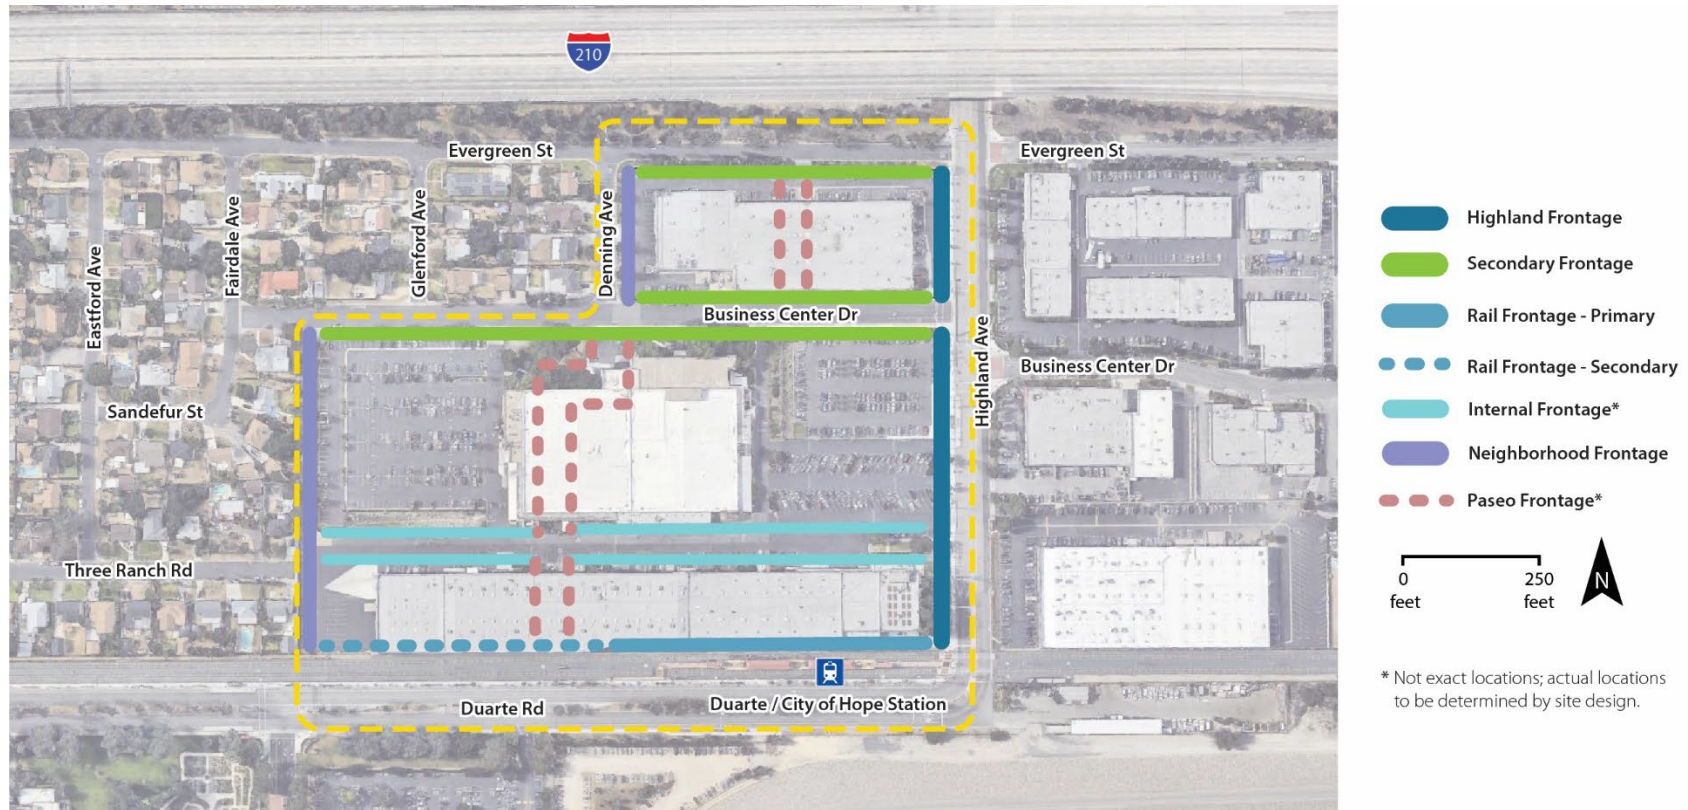 210
Evergreen St
Evergreen St
Eastford Ave
Fairdale Ave
Glenford Ave
Denning Ave
Business Center Dr
Highland Ave
Business Center Dr
Sandefur St
Three Ranch Rd
Duarte Rd
Duarte / City of Hope Station
Highland Frontage
Secondary Frontage
Rail Frontage - Primary
Rail Frontage - Secondary
Internal Frontage*
Neighborhood Frontage
Paseo Frontage*
0 250
feet feet
N
* Not exact locations; actual locations
to be determined by site design.